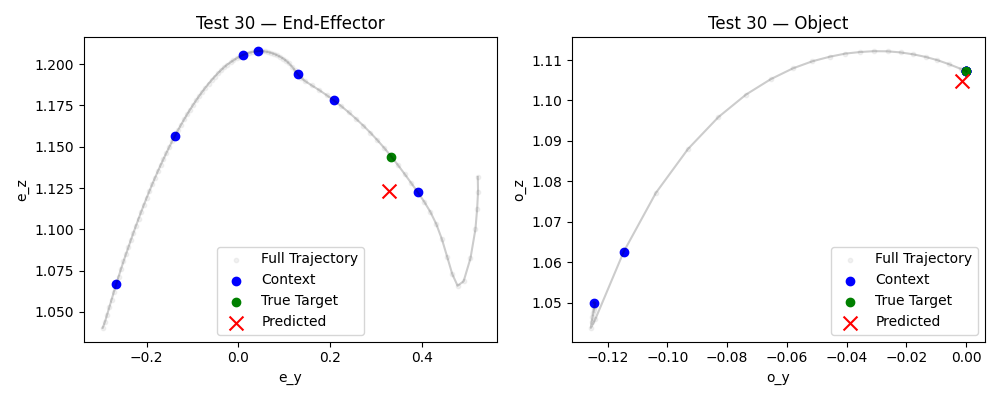 Test 30 — End-Effector
1.200
1.175
1.150
1.125
1.100
1.075
1.050
e_z
−0.2
0.0
0.2
0.4
e_y
Full Trajectory
Context
True Target
Predicted
Test 30 — Object
1.11
1.10
1.09
1.08
1.07
1.06
1.05
o_z
−0.12
−0.10
−0.08
−0.06
−0.04
−0.02
0.00
o_y
Full Trajectory
Context
True Target
Predicted